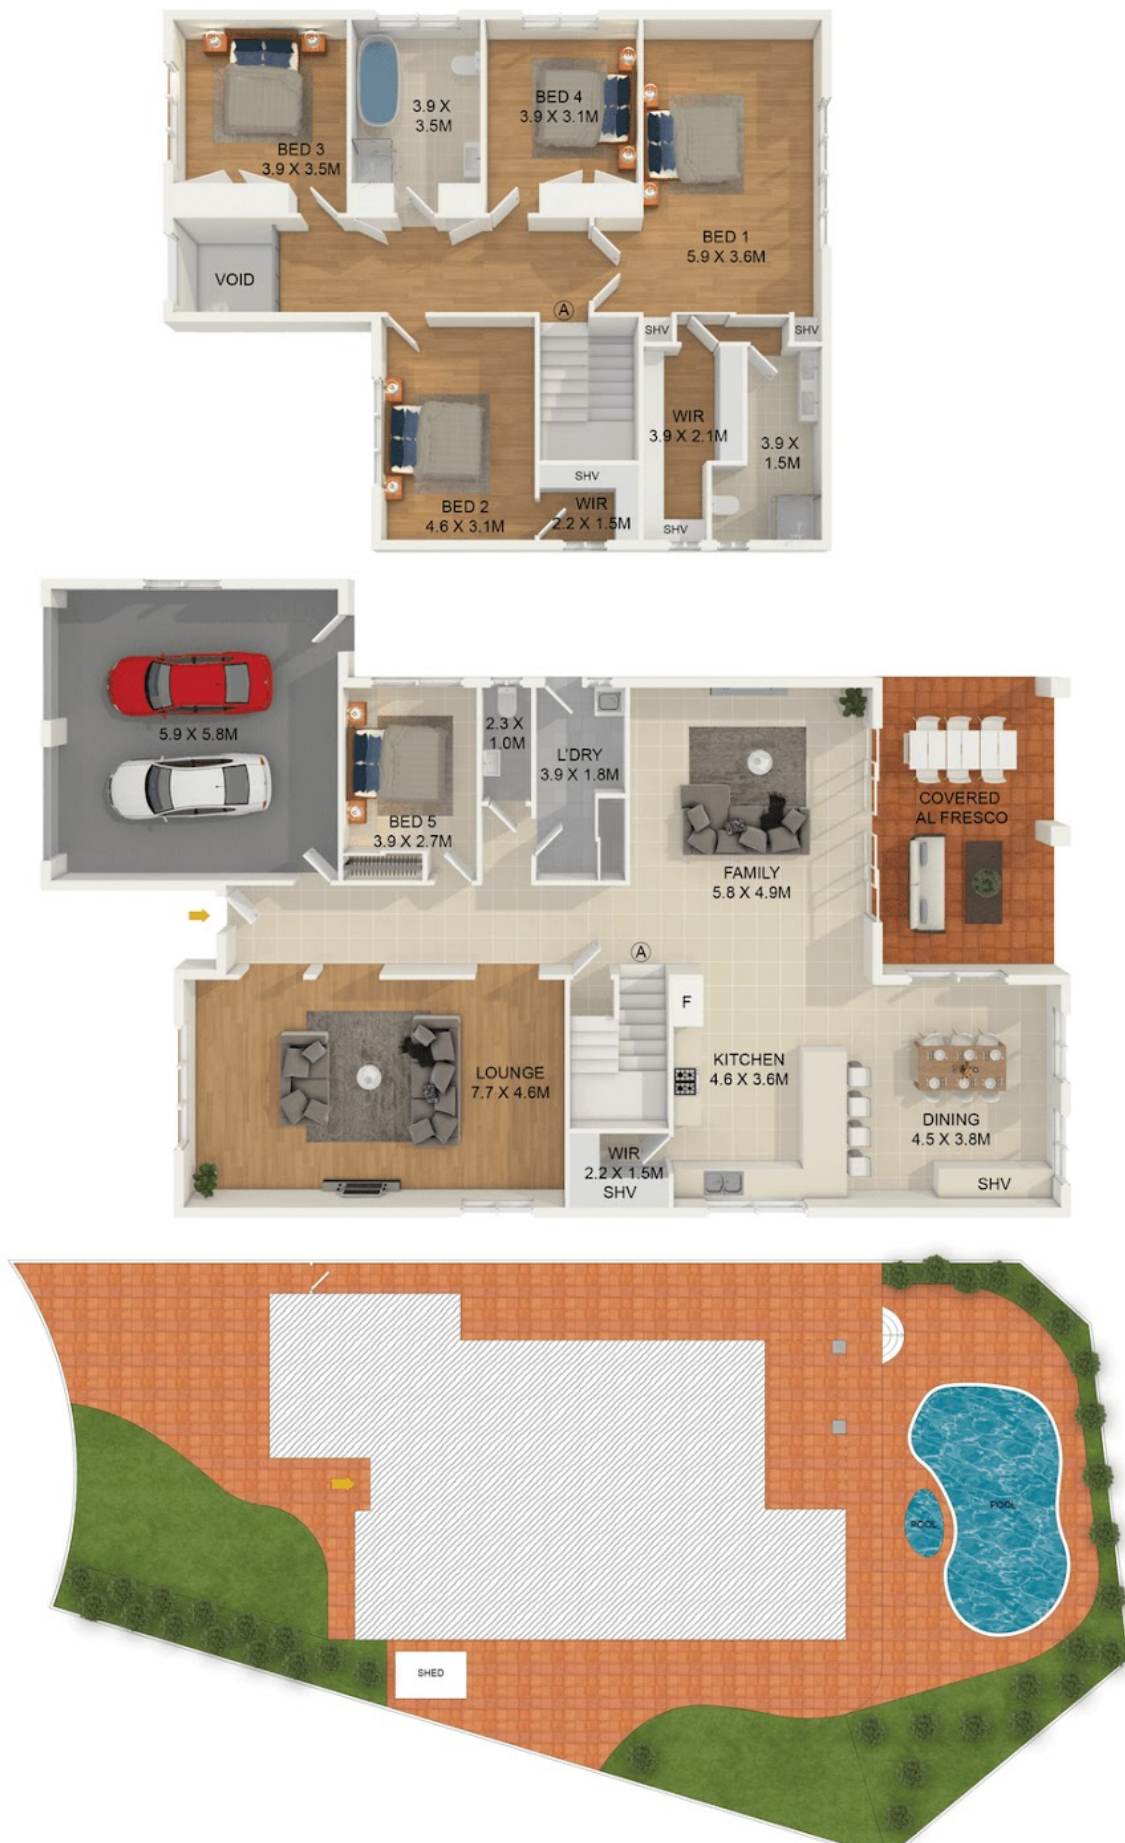 BED 3
3.9 X 3.5M
3.9 X
3.5M
BED 4
3.9 X 3.1M
BED 1
5.9 X 3.6M
VOID
A
SHV
SHV
WIR
3.9 X 2.1M
3.9 X
1.5M
BED 2
4.6 X 3.1M
SHV
WIR
2.2 X 1.5M
SHV
5.9 X 5.8M
BED 5
3.9 X 2.7M
2.3 X
1.0M
L'DRY
3.9 X 1.8M
FAMILY
5.8 X 4.9M
COVERED
AL FRESCO
A
F
LOUNGE
7.7 X 4.6M
KITCHEN
4.6 X 3.6M
DINING
4.5 X 3.8M
WIR
2.2 X 1.5M
SHV
SHV
POOL
POOL
SHED